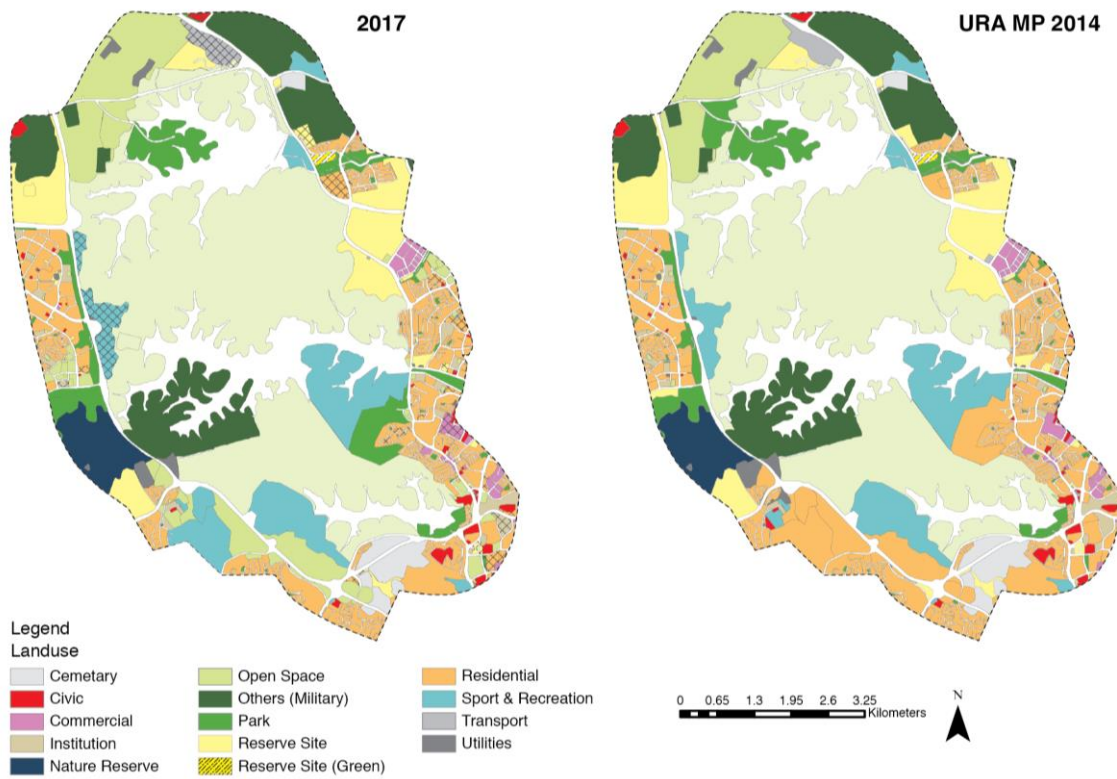 2017
URA MP 2014
Legend
Landuse
Cemetary
Civic
Commercial
Institution
Nature Reserve
Open Space
Others (Military)
Park
Reserve Site
Reserve Site (Green)
Residential
Sport & Recreation
Transport
Utilities
0 0.65 1.3 1.95 2.6 3.25
Kilometers
N